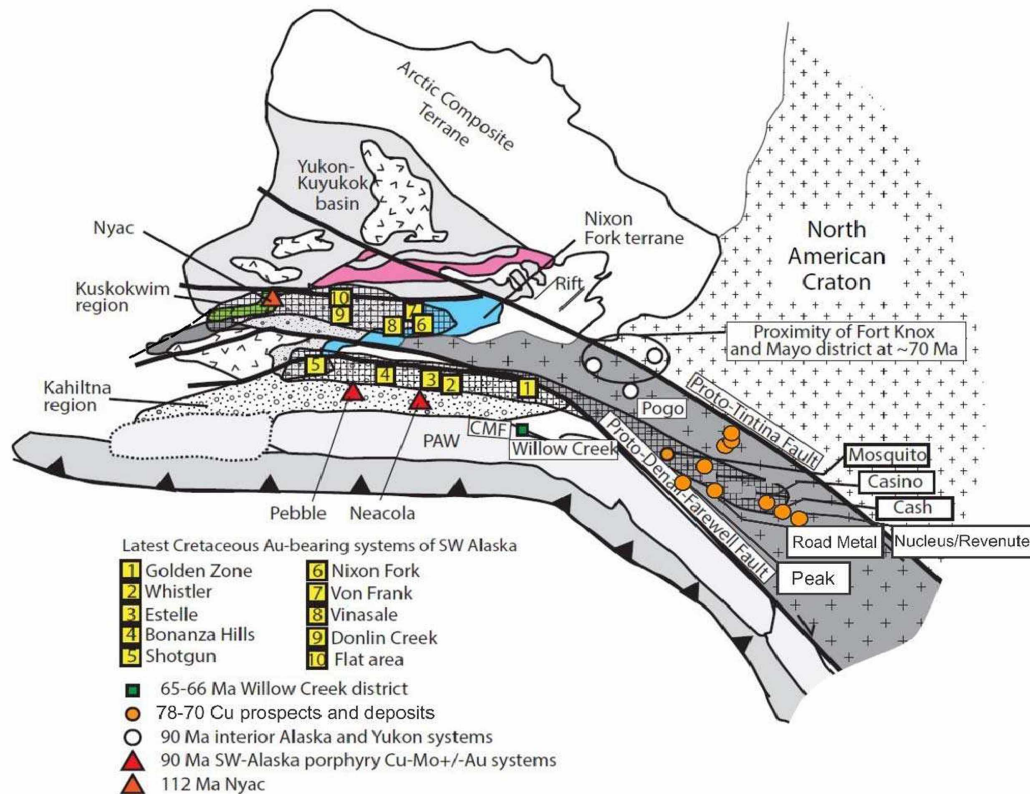 Arctic Composite
Terrane
Yukon-
Kuyukok
basin
Nyac
Nixon
Fork terrane
North
American
Craton
Kuskokwim
region
Rift
10
9
7
8
6
Proximity of Fort Knox
and Mayo district at ~70 Ma
5
4
3
2
1
Kahiltna
region
Pogo
Proto-Tintina Fault
CMF
PAW
Willow Creek
Mosquito
Casino
Cash
Proto-Denali-Farewell Fault
Pebble
Neacola
Road Metal
Nucleus/Revenute
Peak
Latest Cretaceous Au-bearing systems of SW Alaska
1 Golden Zone
2 Whistler
3 Estelle
4 Bonanza Hills
5 Shotgun
6 Nixon Fork
7 Von Frank
8 Vinasale
9 Donlin Creek
10 Flat area
65-66 Ma Willow Creek district
78-70 Cu prospects and deposits
90 Ma interior Alaska and Yukon systems
90 Ma SW-Alaska porphyry Cu-Mo+/-Au systems
112 Ma Nyac